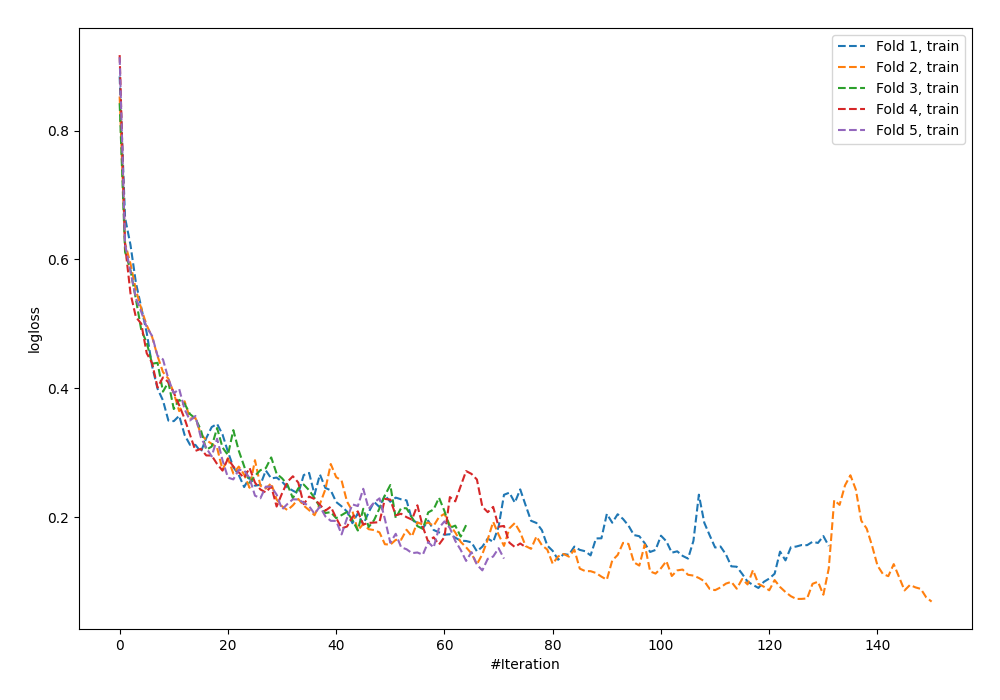 Fold 1, train
Fold 2, train
Fold 3, train
Fold 4, train
Fold 5, train
0.8
0.6
0.4
0.2
logloss
0 20 40 60 80 100 120 140
#Iteration